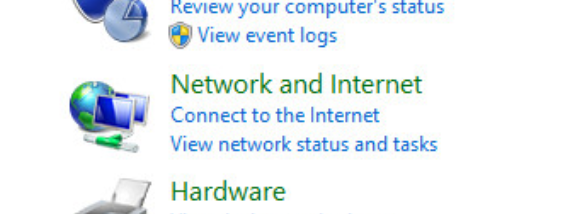 Review your computer's status
View event logs
Network and Internet
Connect to the Internet
View network status and tasks
Hardware